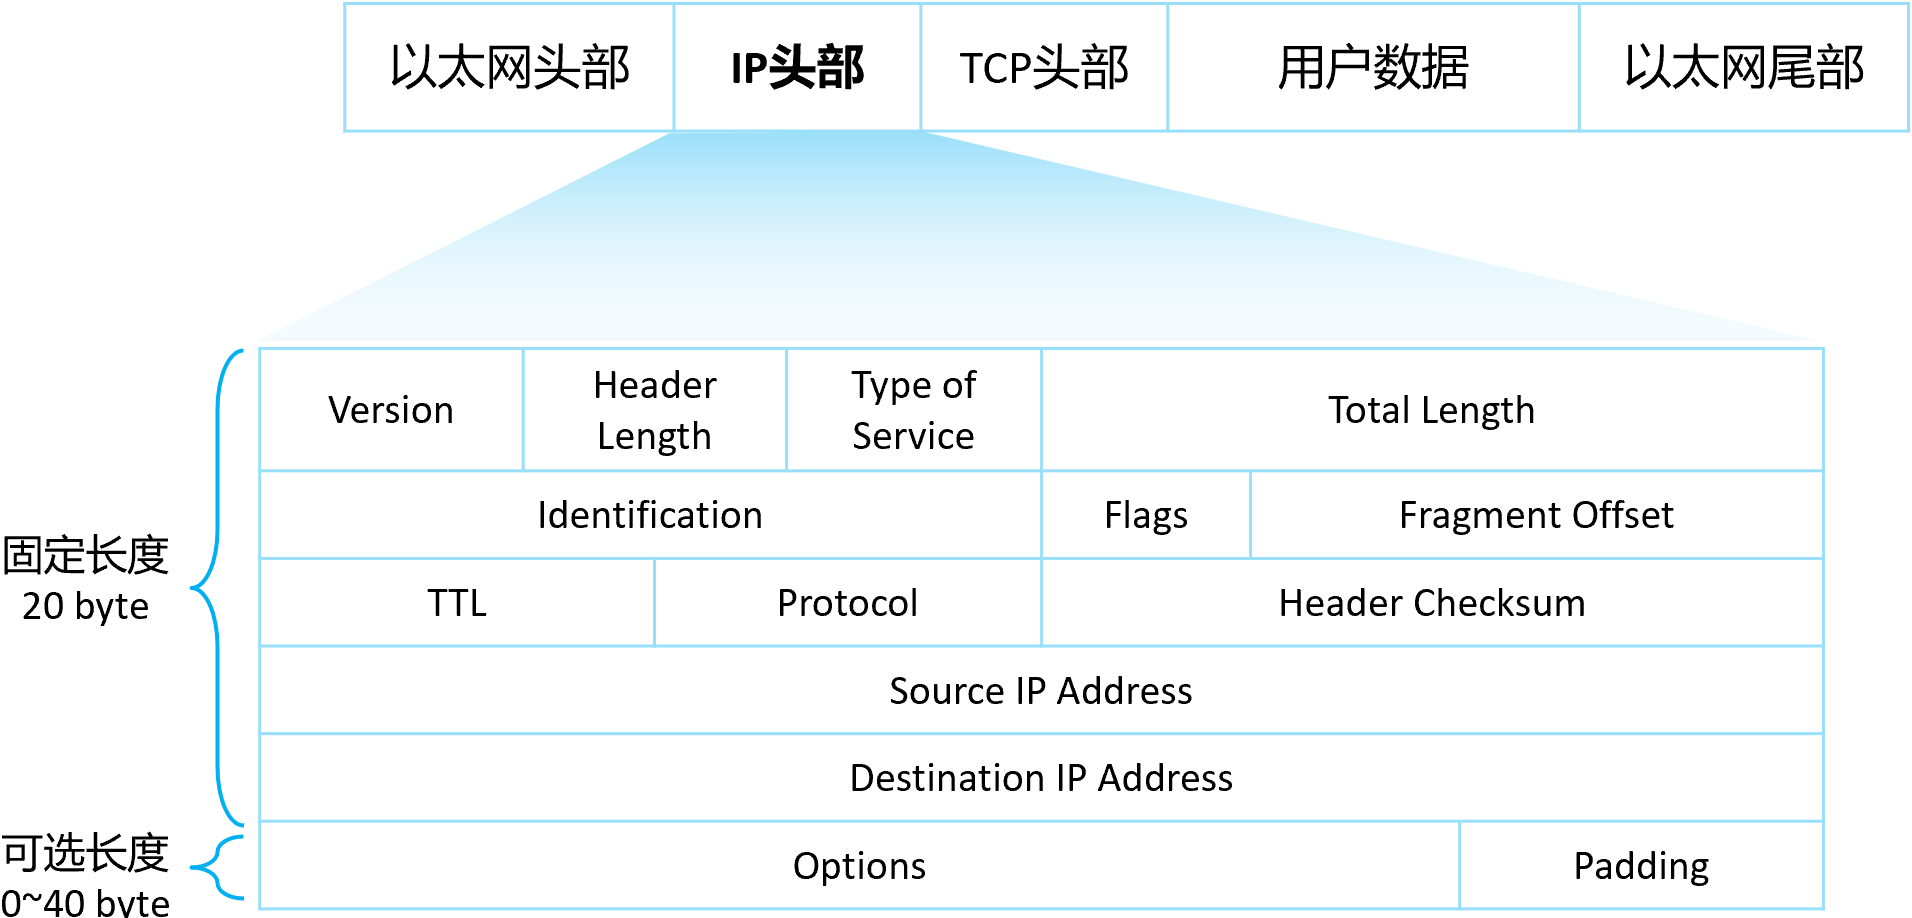 以太网头部
IP头部
TCP头部
用户数据
以太网尾部
Version
Header
Length
Type of
Service
Total Length
Identification
Flags
Fragment Offset
固定长度
20 byte
TTL
Protocol
Header Checksum
Source IP Address
Destination IP Address
可选长度
0~40 byte
Options
Padding